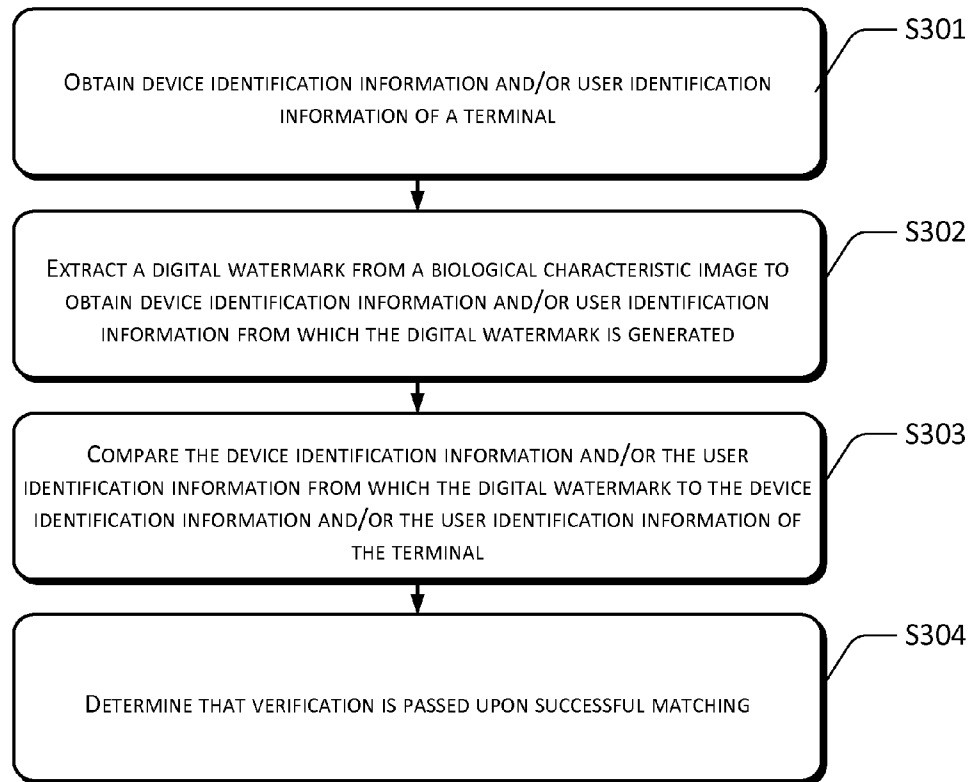 S301
OBTAIN DEVICE IDENTIFICATION INFORMATION AND/OR USER IDENTIFICATION
INFORMATION OF A TERMINAL
S302
EXTRACT A DIGITAL WATERMARK FROM A BIOLOGICAL CHARACTERISTIC IMAGE TO
OBTAIN DEVICE IDENTIFICATION INFORMATION AND/OR USER IDENTIFICATION
INFORMATION FROM WHICH THE DIGITAL WATERMARK IS GENERATED
S303
COMPARE THE DEVICE IDENTIFICATION INFORMATION AND/OR THE USER
IDENTIFICATION INFORMATION FROM WHICH THE DIGITAL WATERMARK TO THE DEVICE
IDENTIFICATION INFORMATION AND/OR THE USER IDENTIFICATION INFORMATION OF
THE TERMINAL
S304
DETERMINE THAT VERIFICATION IS PASSED UPON SUCCESSFUL MATCHING